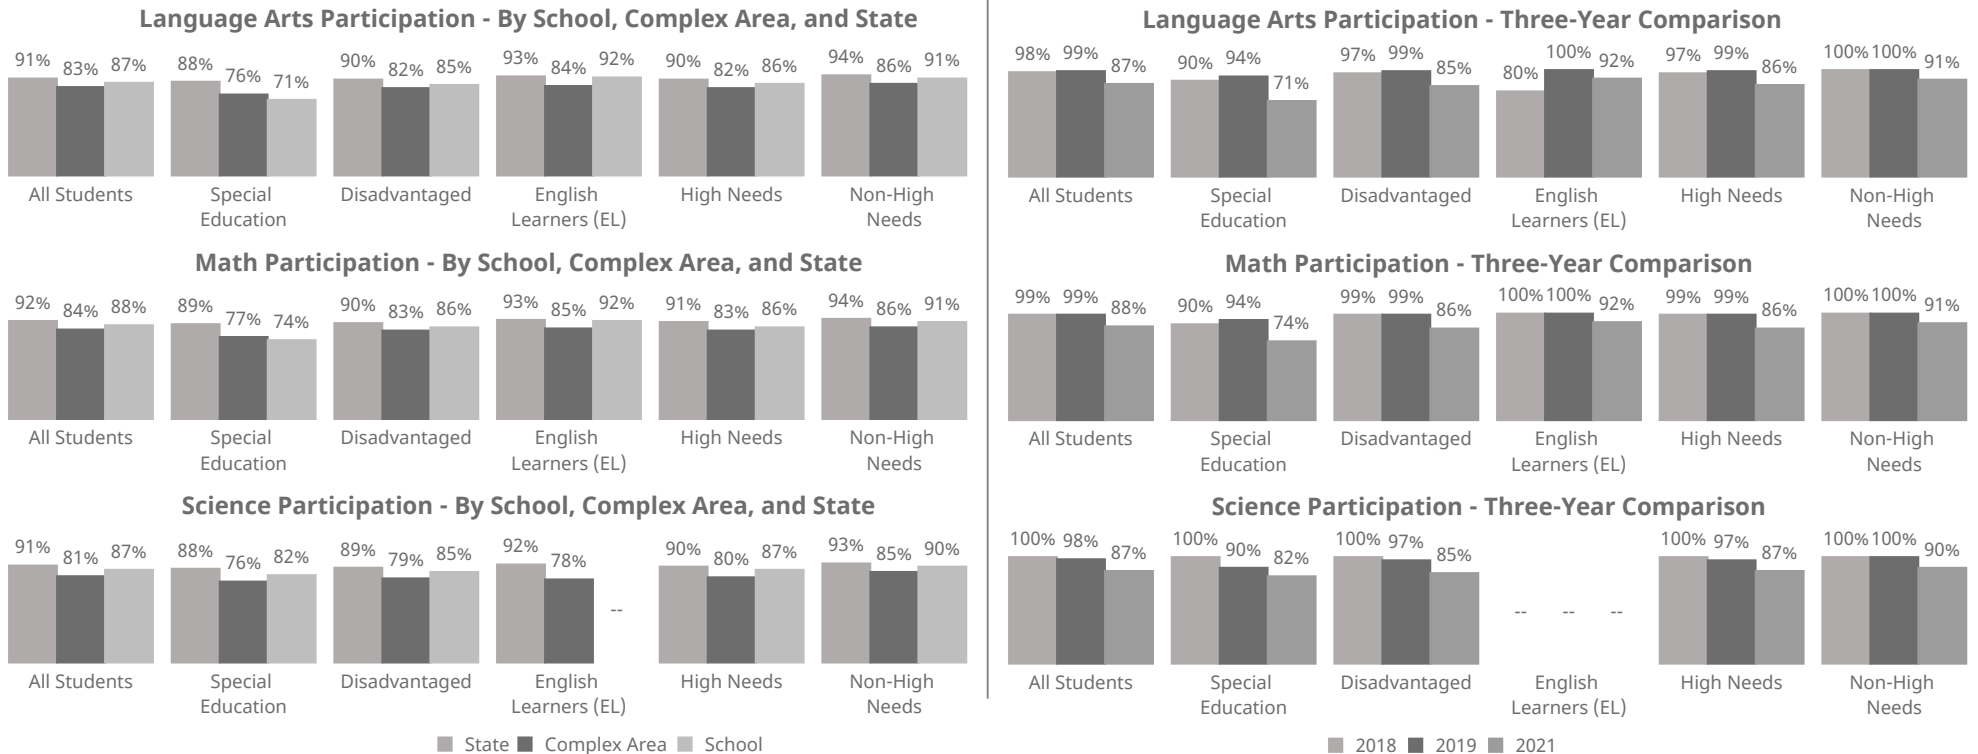 Language Arts Participation - By School, Complex Area, and State
91% 83% 87% 88% 76% 71% 90% 82% 85% 93% 84% 92% 90% 82% 86% 94% 86% 91%
All Students Special Disadvantaged English High Needs Non-High
Education Learners (EL) Needs
Math Participation - By School, Complex Area, and State
92% 84% 88% 89% 77% 74% 90% 83% 86% 93% 85% 92% 91% 83% 86% 94% 86% 91%
All Students Special Disadvantaged English High Needs Non-High
Education Learners (EL) Needs
Science Participation - By School, Complex Area, and State
91% 81% 87% 88% 76% 82% 89% 79% 85% 92% 78% -- 90% 80% 87% 93% 85% 90%
All Students Special Disadvantaged English High Needs Non-High
Education Learners (EL) Needs
State Complex Area School
Language Arts Participation - Three-Year Comparison
98% 99% 87% 90% 94% 71% 97% 99% 85% 80% 100% 92% 97% 99% 86% 100% 100% 91%
All Students Special Disadvantaged English High Needs Non-High
Education Learners (EL) Needs
Math Participation - Three-Year Comparison
99% 99% 88% 90% 94% 74% 99% 99% 86% 100% 100% 92% 99% 99% 86% 100% 100% 91%
All Students Special Disadvantaged English High Needs Non-High
Education Learners (EL) Needs
Science Participation - Three-Year Comparison
100% 98% 87% 100% 90% 82% 100% 97% 85% -- -- -- 100% 97% 87% 100% 100% 90%
All Students Special Disadvantaged English High Needs Non-High
Education Learners (EL) Needs
2018 2019 2021